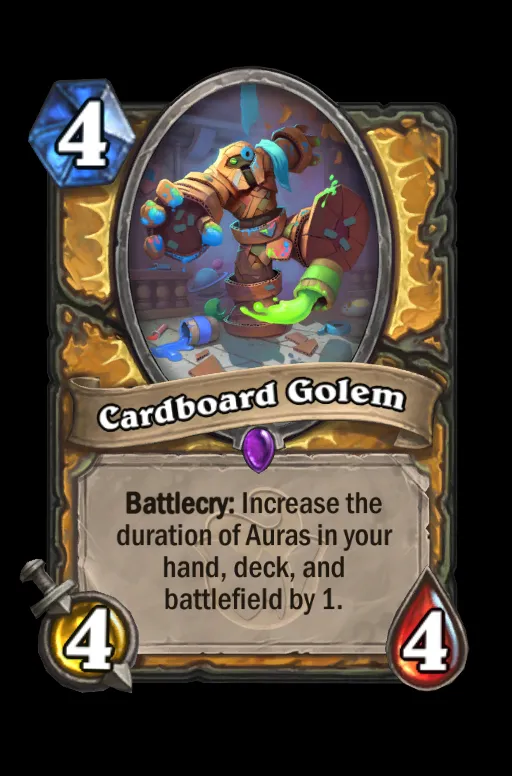 4
Cardboard Golem
Battlecry: Increase the
duration of Auras in your
hand, deck, and
battlefield by 1.
4
4